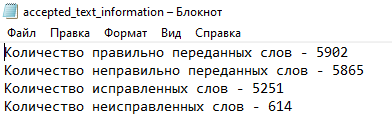 accepted_text_information – Блокнот
Файл Правка Формат Вид Справка
Количество правильно переданных слов - 5902
Количество неправильно переданных слов - 5865
Количество исправленных слов - 5251
Количество неисправленных слов - 614